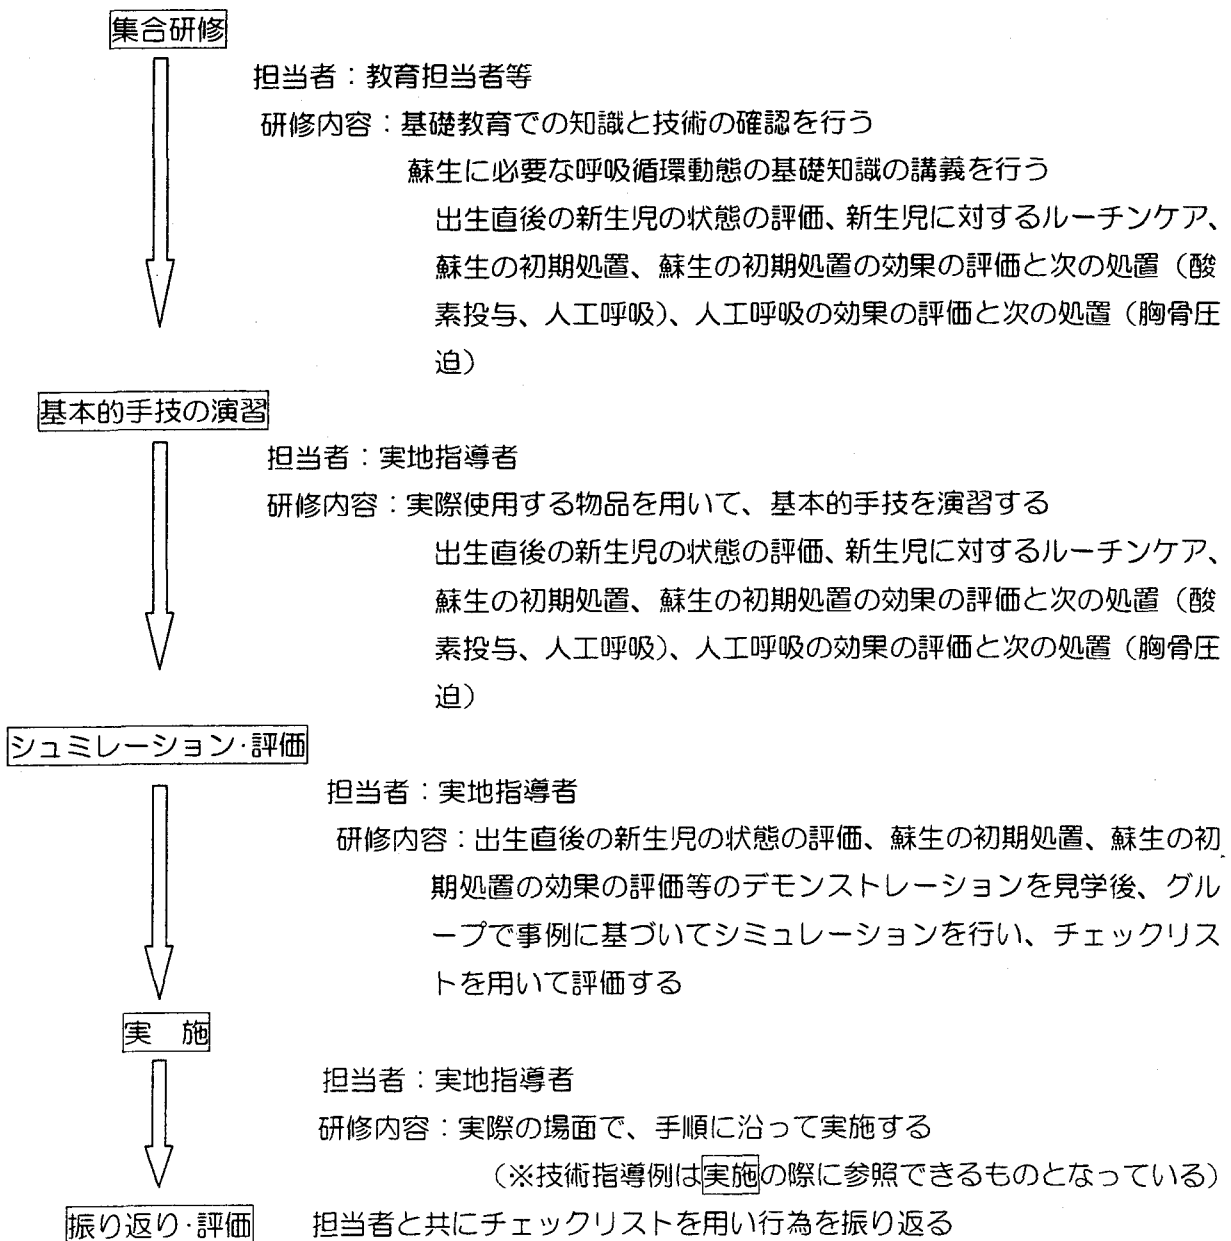 集合研修
担当者：教育担当者等
研修内容：基礎教育での知識と技術の確認を行う
蘇生に必要な呼吸循環動態の基礎知識の講義を行う
出生直後の新生児の状態の評価、新生児に対するルーチンケア、
蘇生の初期処置、蘇生の初期処置の効果の評価と次の処置（酸
素投与、人工呼吸）、人工呼吸の効果の評価と次の処置（胸骨圧
迫）
基本的手技の演習
担当者：実地指導者
研修内容：実際使用する物品を用いて、基本的手技を演習する
出生直後の新生児の状態の評価、新生児に対するルーチンケア、
蘇生の初期処置、蘇生の初期処置の効果の評価と次の処置（酸
素投与、人工呼吸）、人工呼吸の効果の評価と次の処置（胸骨圧
迫）
シュミレーション・評価
担当者：実地指導者
研修内容：出生直後の新生児の状態の評価、蘇生の初期処置、蘇生の初
期処置の効果の評価等のデモンストレーションを見学後、グル
ープで事例に基づいてシミュレーションを行い、チェックリス
トを用いて評価する
実　施
担当者：実地指導者
研修内容：実際の場面で、手順に沿って実施する
（※技術指導例は実施の際に参照できるものとなっている）
振り返り・評価　担当者と共にチェックリストを用い行為を振り返る